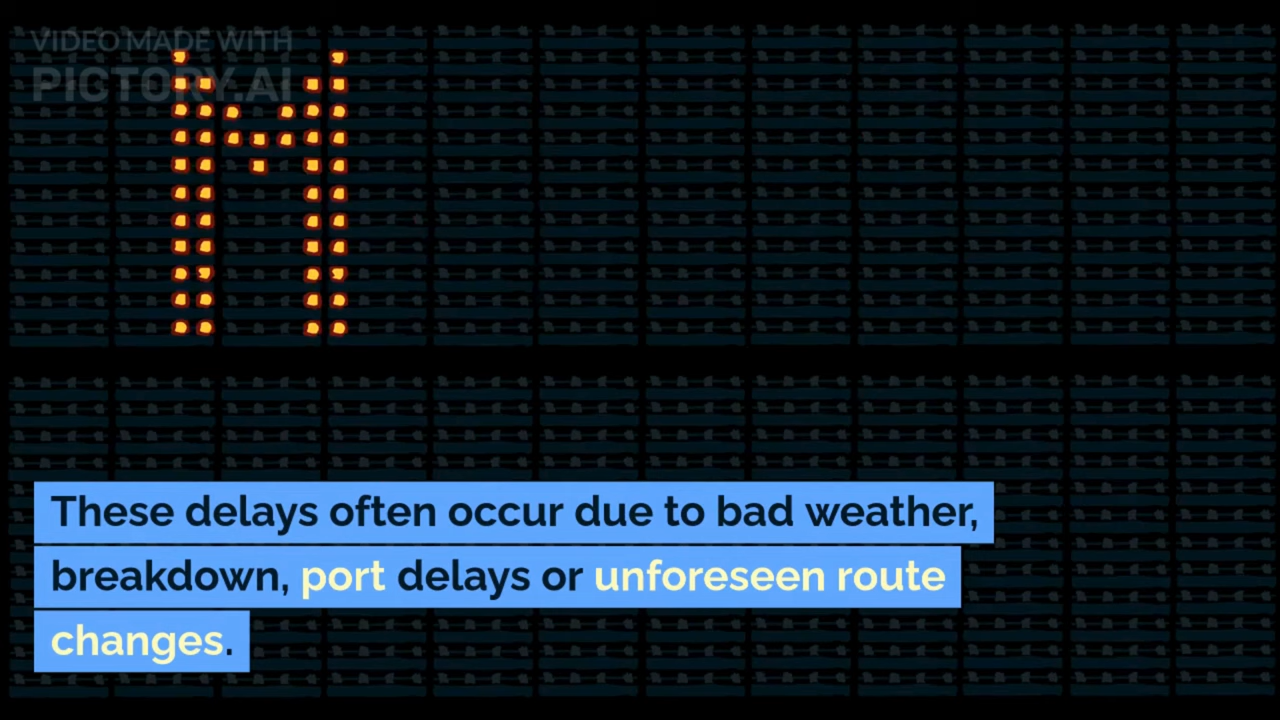 VIDEO MADE WITH
PICTORY.AI
M
These delays often occur due to bad weather,
breakdown, port delays or unforeseen route
changes.